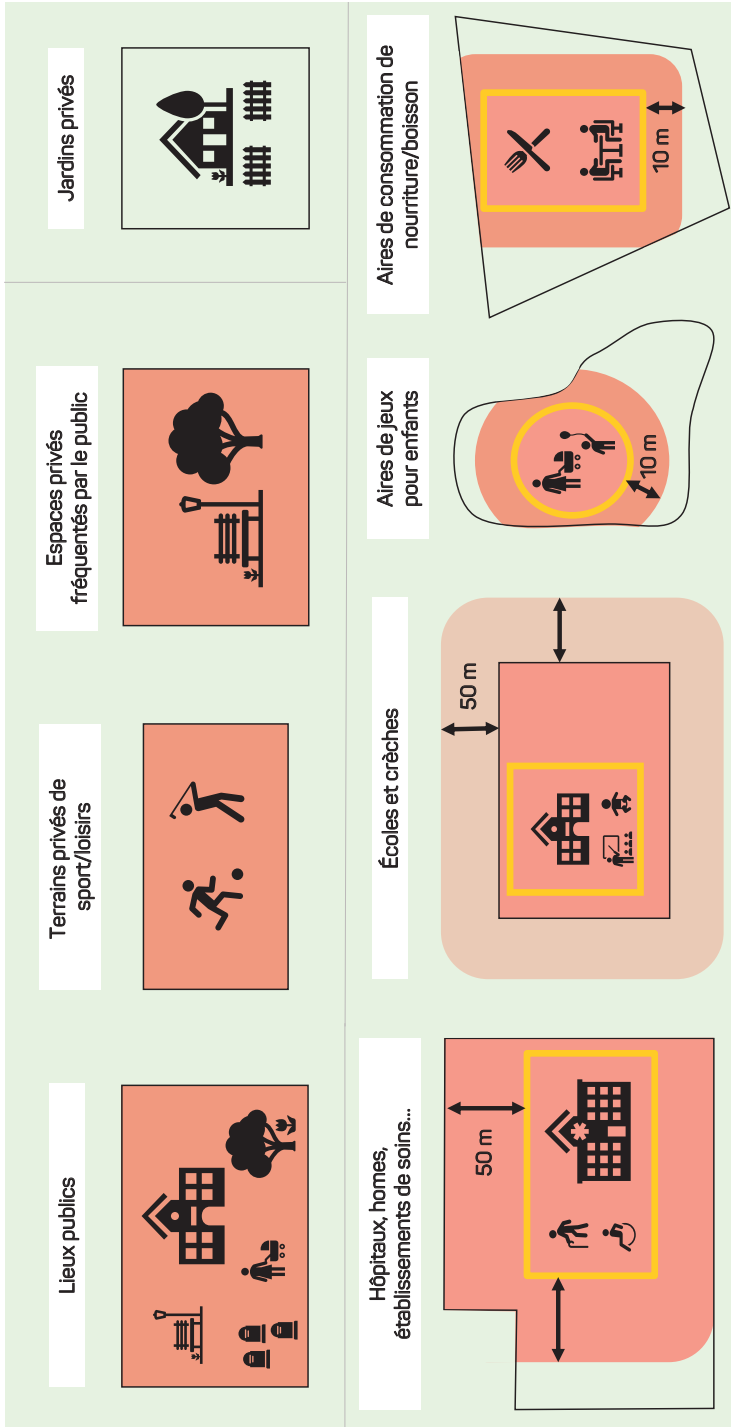 Lieux publics
Terrains privés de
sport/loisirs
Espaces privés
fréquentés par le public
Jardins privés
Hôpitaux, homes,
établissements de soins...
50 m
Écoles et crèches
50 m
Aires de jeux
pour enfants
10 m
Aires de consommation de
nourriture/boisson
10 m